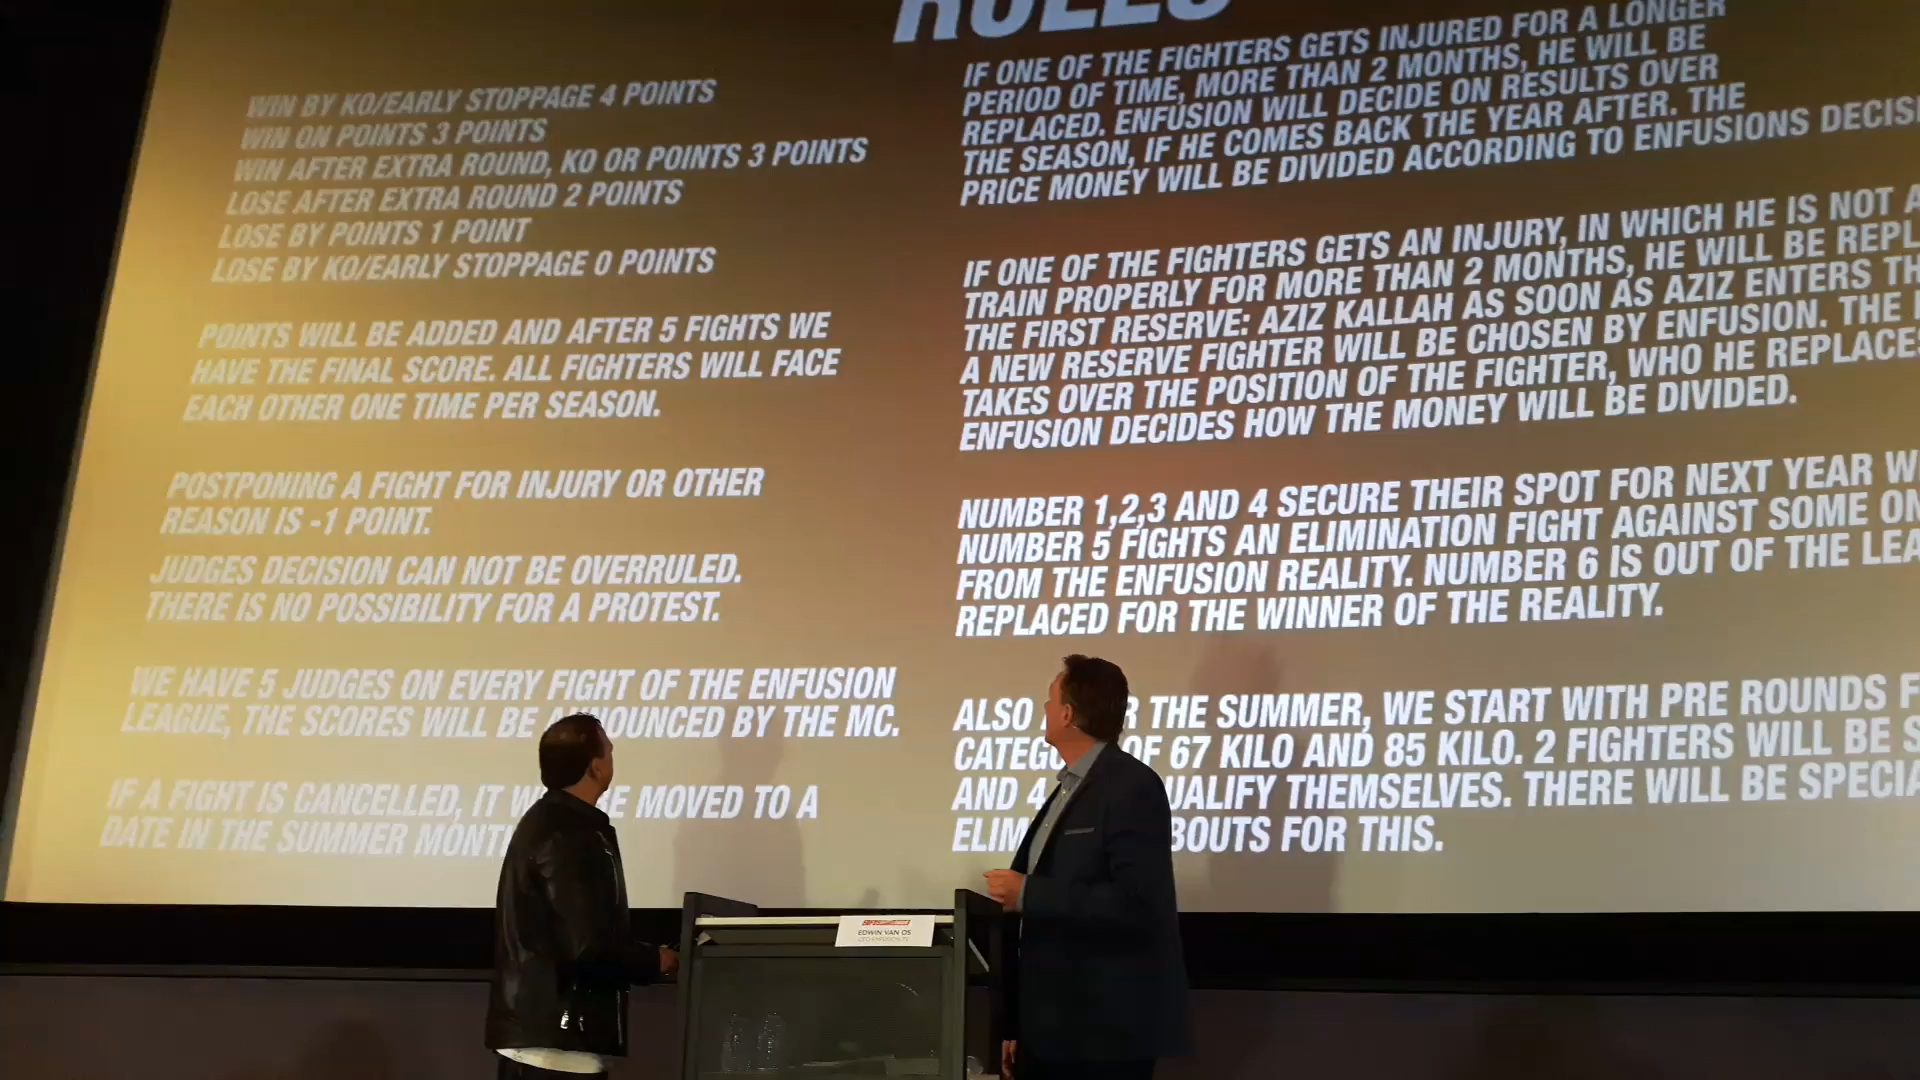 RULES
WIN BY KO/EARLY STOPPAGE 4 POINTS
WIN ON POINTS 3 POINTS
WIN AFTER EXTRA ROUND, KO OR POINTS 3 POINTS
LOSE AFTER EXTRA ROUND 2 POINTS
LOSE BY POINTS 1 POINT
LOSE BY KO/EARLY STOPPAGE 0 POINTS
POINTS WILL BE ADDED AND AFTER 5 FIGHTS WE
HAVE THE FINAL SCORE. ALL FIGHTERS WILL FACE
EACH OTHER ONE TIME PER SEASON.
POSTPONING A FIGHT FOR INJURY OR OTHER
REASON IS -1 POINT.
JUDGES DECISION CAN NOT BE OVERRULED.
THERE IS NO POSSIBILITY FOR A PROTEST.
WE HAVE 5 JUDGES ON EVERY FIGHT OF THE ENFUSION
LEAGUE, THE SCORES WILL BE ANNOUNCED BY THE MC.
IF A FIGHT IS CANCELLED, IT BE MOVED TO A
DATE IN THE SUMMER
IF ONE OF THE FIGHTERS GETS INJURED FOR A LONGER
PERIOD OF TIME, MORE THAN 2 MONTHS, HE WILL BE
REPLACED. ENFUSION WILL DECIDE ON RESULTS OVER
THE SEASON, IF HE COMES BACK THE YEAR AFTER. THE
PRICE MONEY WILL BE DIVIDED ACCORDING TO ENFUSIONS
IF ONE OF THE FIGHTERS GETS AN INJURY, IN WHICH HE IS NOT
TRAIN PROPERLY FOR MORE THAN 2 MONTHS, HE WILL BE
THE FIRST RESERVE: AZIZ KALLAH AS SOON AS AZIZ ENTERS
A NEW RESERVE FIGHTER WILL BE CHOSEN BY ENFUSION. THE
TAKES OVER THE POSITION OF THE FIGHTER, WHO HE
ENFUSION DECIDES HOW THE MONEY WILL BE DIVIDED.
NUMBER 1,2,3 AND 4 SECURE THEIR SPOT FOR NEXT YEAR
NUMBER 5 FIGHTS AN ELIMINATION FIGHT AGAINST SOME
FROM THE ENFUSION REALITY. NUMBER 6 IS OUT OF THE
REPLACED FOR THE WINNER OF THE REALITY.
ALSO THE SUMMER, WE START WITH PRE ROUNDS
OF 67 KILO AND 85 KILO. 2 FIGHTERS WILL BE
AND 4 THEMSELVES. THERE WILL BE
BOUTS FOR THIS.
EDWIN VAN OS
CEO ENFUSION TV